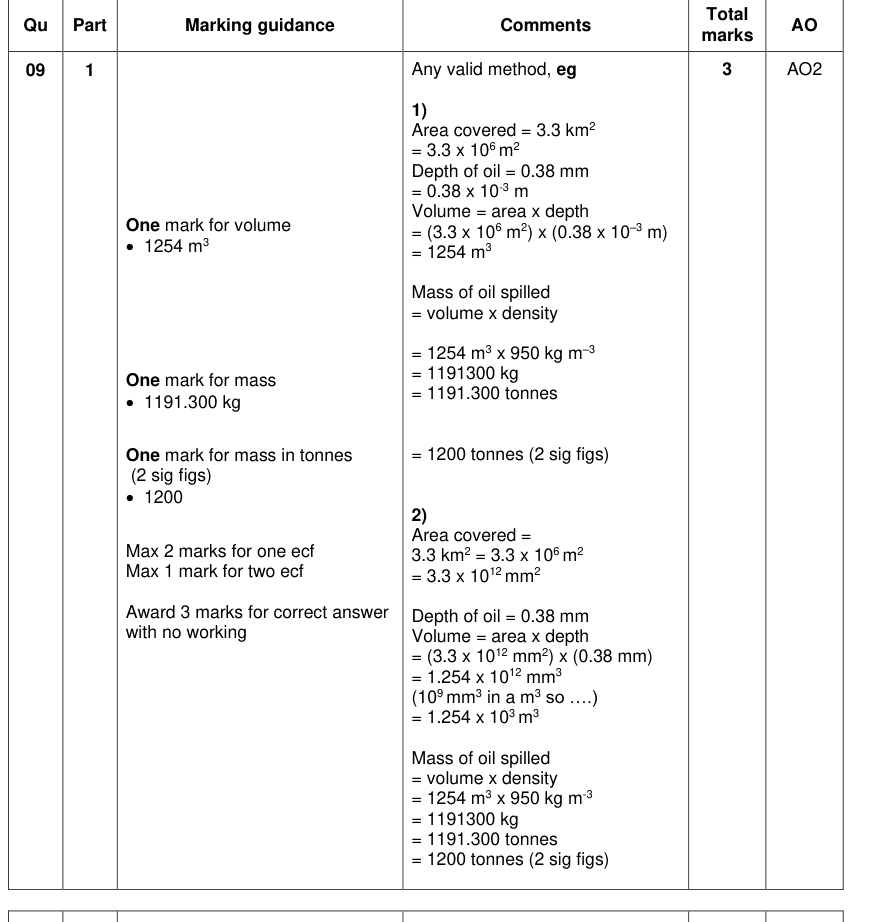 Qu Part Marking guidance Comments Total marks AO
09 1 Any valid method, eg 3 AO2
1)
Area covered = 3.3 km²
= 3.3 x 10⁶ m²
Depth of oil = 0.38 mm
= 0.38 x 10⁻³ m
Volume = area x depth
One mark for volume
= (3.3 x 10⁶ m²) x (0.38 x 10⁻³ m)
• 1254 m³
= 1254 m³
Mass of oil spilled
= volume x density
= 1254 m³ x 950 kg m⁻³
One mark for mass
= 1191300 kg
• 1191.300 kg
= 1191.300 tonnes
One mark for mass in tonnes
(2 sig figs)
• 1200
= 1200 tonnes (2 sig figs)
2)
Area covered =
Max 2 marks for one ecf
3.3 km² = 3.3 x 10⁶ m²
Max 1 mark for two ecf
= 3.3 x 10¹² mm²
Award 3 marks for correct answer
with no working
Depth of oil = 0.38 mm
Volume = area x depth
= (3.3 x 10¹² mm²) x (0.38 mm)
= 1.254 x 10¹² mm³
(10⁹ mm³ in a m³ so ….)
= 1.254 x 10³ m³
Mass of oil spilled
= volume x density
= 1254 m³ x 950 kg m⁻³
= 1191300 kg
= 1191.300 tonnes
= 1200 tonnes (2 sig figs)